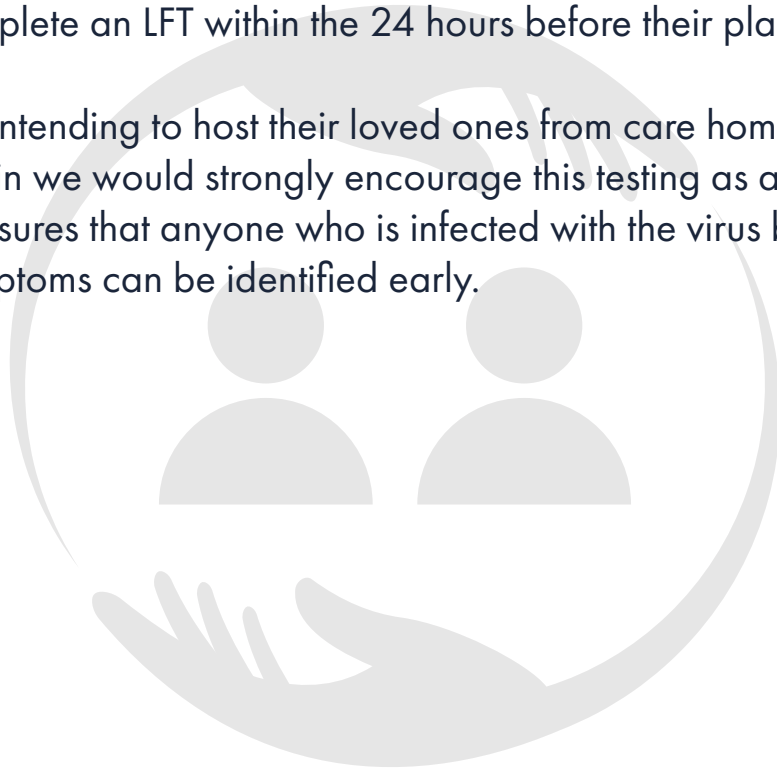 plete an LFT within the 24 hours before their pla
ntending to host their loved ones from care hom
in we would strongly encourage this testing as a
sures that anyone who is infected with the virus b
ptoms can be identified early.